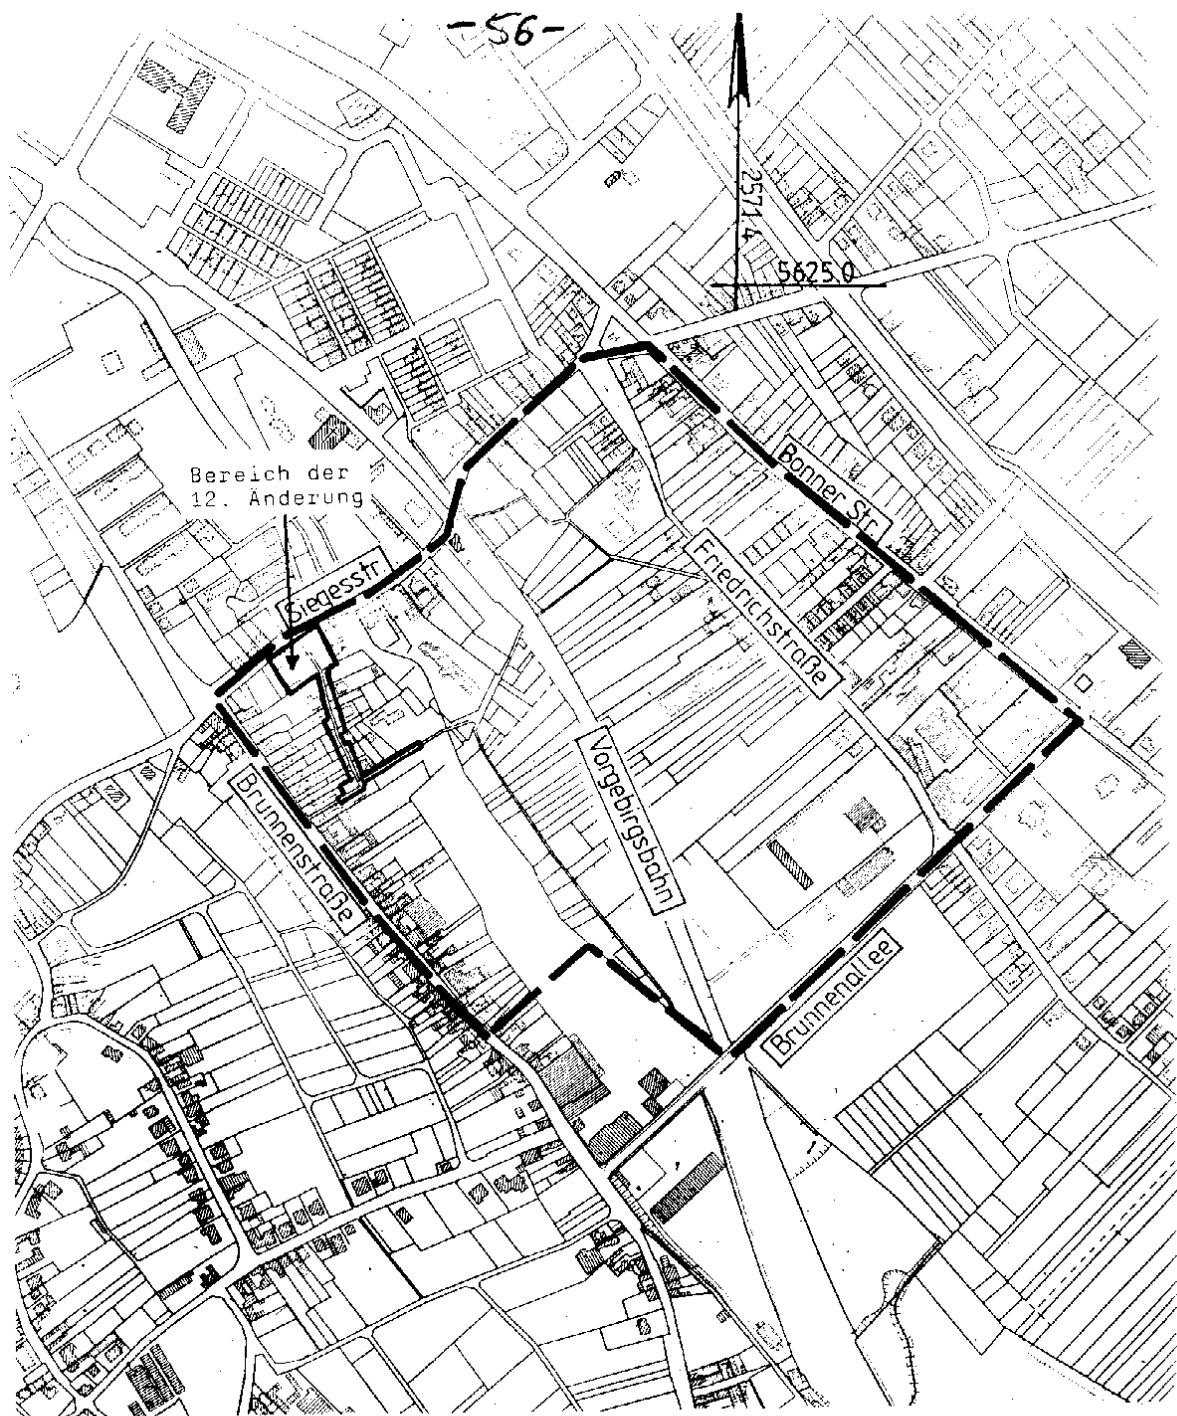 -56-
2571.4
5625.0
Bonner Str.
Bereich der
12. Änderung
Siegesstr.
Friedrichstraße
Vorgebirgsbahn
Brunnenstraße
Brunnenallee